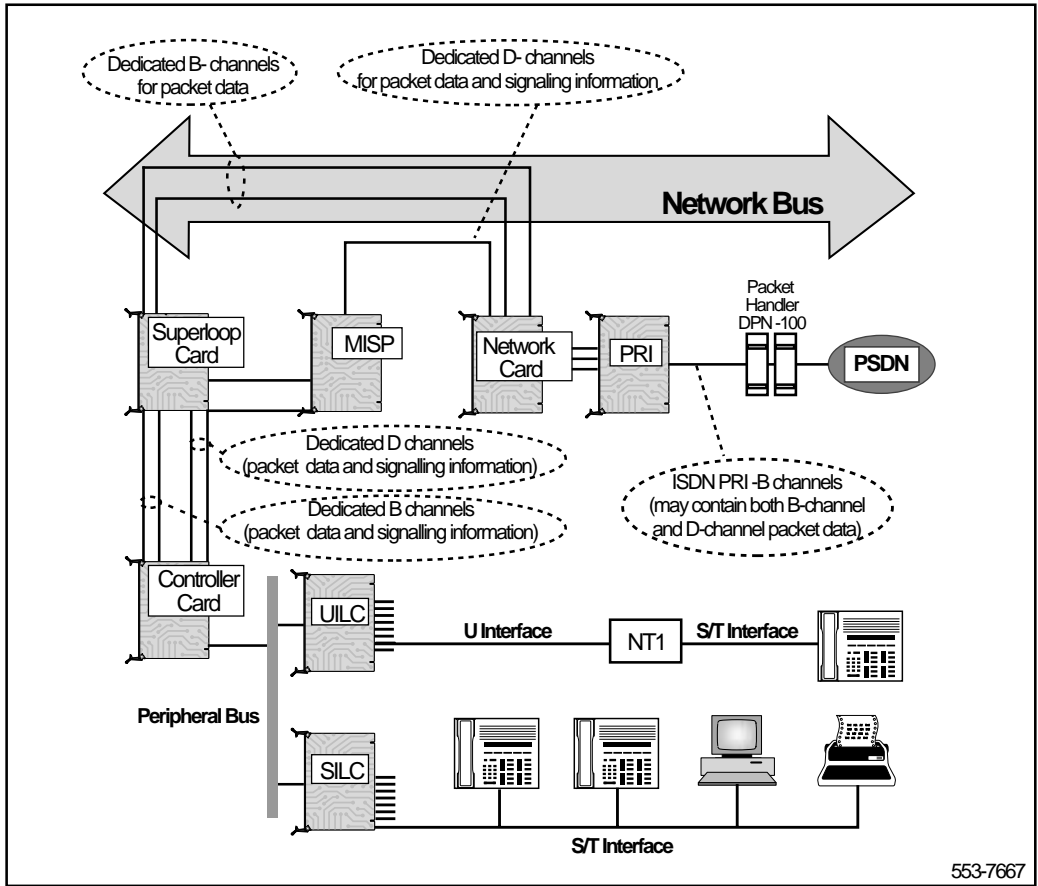 Dedicated B- channels
for packet data
Dedicated D- channels
for packet data and signaling information
Network Bus
Superloop
Card
MISP
Network
Card
PRI
Packet
Handler
DPN -100
PSDN
Dedicated D channels
(packet data and signalling information)
Dedicated B channels
(packet data and signalling information)
ISDN PRI -B channels
(may contain both B-channel
and D-channel packet data)
Controller
Card
UILC
U Interface
NT1
S/T Interface
Peripheral Bus
SILC
S/T Interface
553-7667